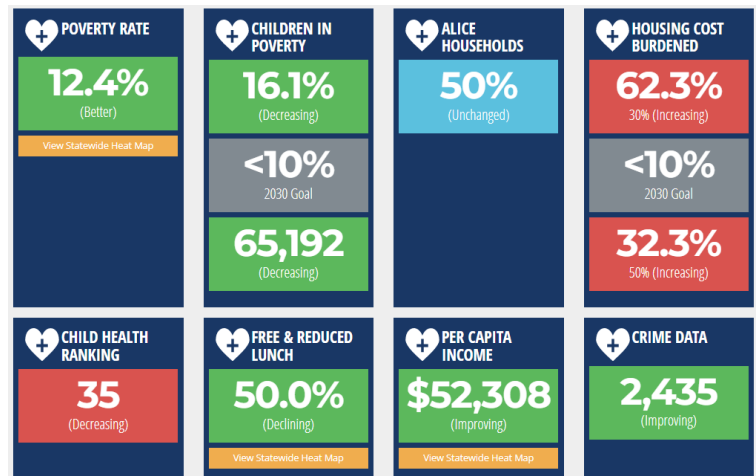 POVERTY RATE
12.4%
(Better)
View Statewide Heat Map
CHILDREN IN
POVERTY
16.1%
(Decreasing)
<10%
2030 Goal
65,192
(Decreasing)
ALICE
HOUSEHOLDS
50%
(Unchanged)
HOUSING COST
BURDENED
62.3%
30% (Increasing)
<10%
2030 Goal
32.3%
50% (Increasing)
CHILD HEALTH
RANKING
35
(Decreasing)
FREE & REDUCED
LUNCH
50.0%
(Declining)
View Statewide Heat Map
PER CAPITA
INCOME
$52,308
(Improving)
View Statewide Heat Map
CRIME DATA
2,435
(Improving)